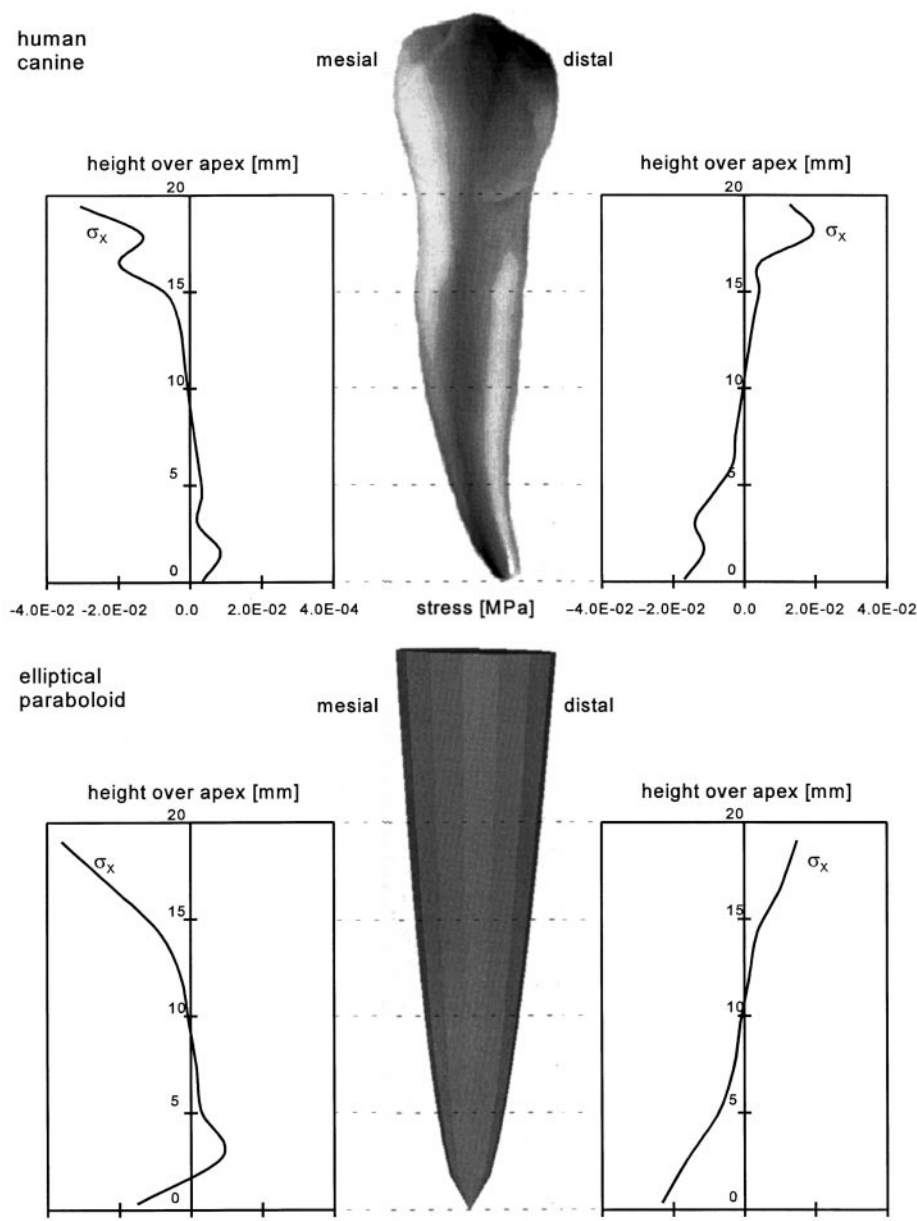 human
canine
mesial
distal
height over apex [mm]
height over apex [mm]
20
σx
15
10
5
0
20
σx
15
10
5
0
−4.0E−02 −2.0E−02 0.0 2.0E−04 4.0E−04
stress [MPa]
−4.0E−02 −2.0E−02 0.0 2.0E−02 4.0E−02
elliptical
paraboloid
mesial
distal
height over apex [mm]
height over apex [mm]
20
σx
15
10
5
0
20
σx
15
10
5
0